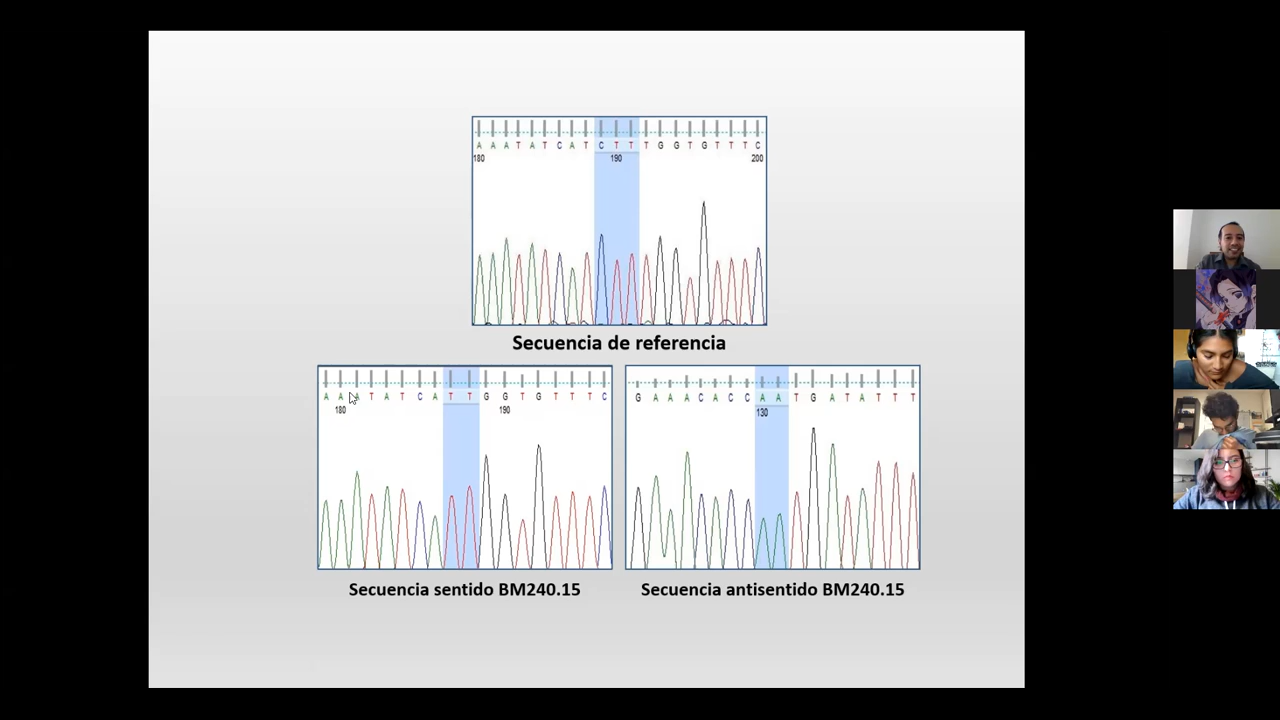 A A A T A T C A T C T T T G G T G T T T C
180 190 200
Secuencia de referencia
A A A T A T C A T T G G T G T T T C
180 190
Secuencia sentido BM240.15
G A A A C A C C A A T G A T A T T T
130
Secuencia antisentido BM240.15